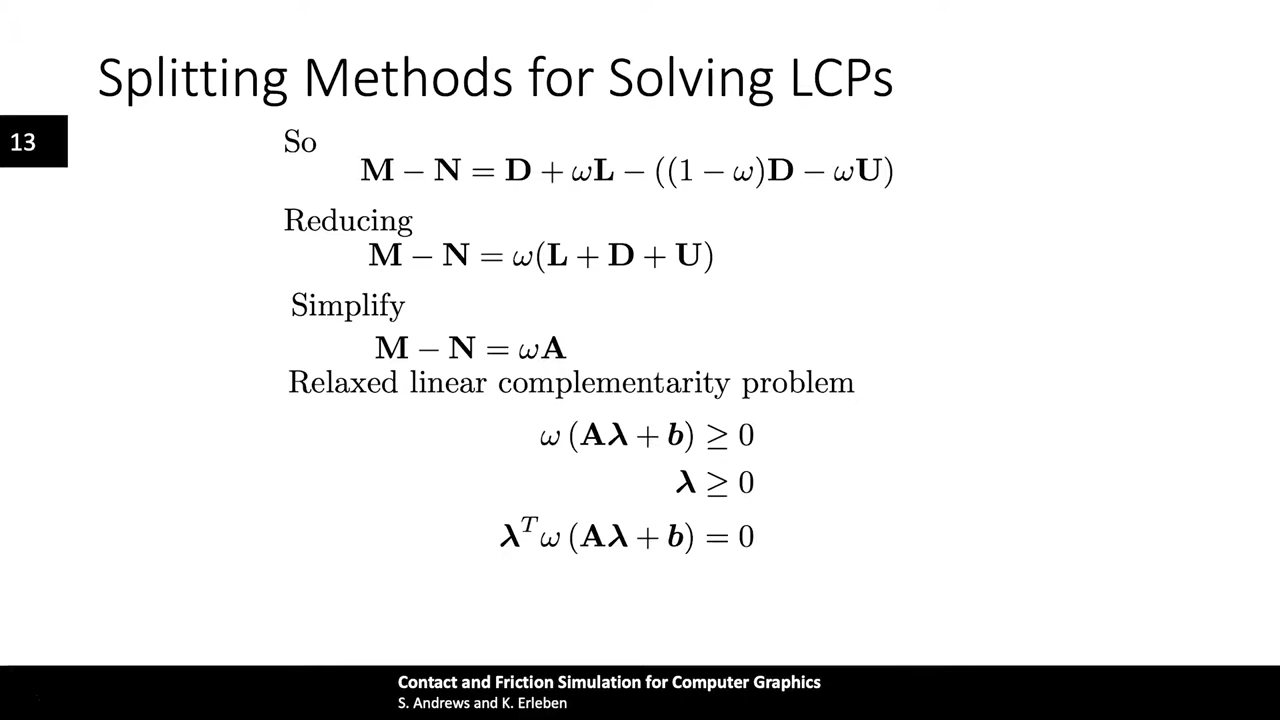 Splitting Methods for Solving LCPs
13
So
M − N = D + ωL − ((1 − ω)D − ωU)
Reducing
M − N = ω(L + D + U)
Simplify
M − N = ωA
Relaxed linear complementarity problem
ω (Aλ + b) ≥ 0
λ ≥ 0
λᵀω (Aλ + b) = 0
Contact and Friction Simulation for Computer Graphics
S. Andrews and K. Erleben